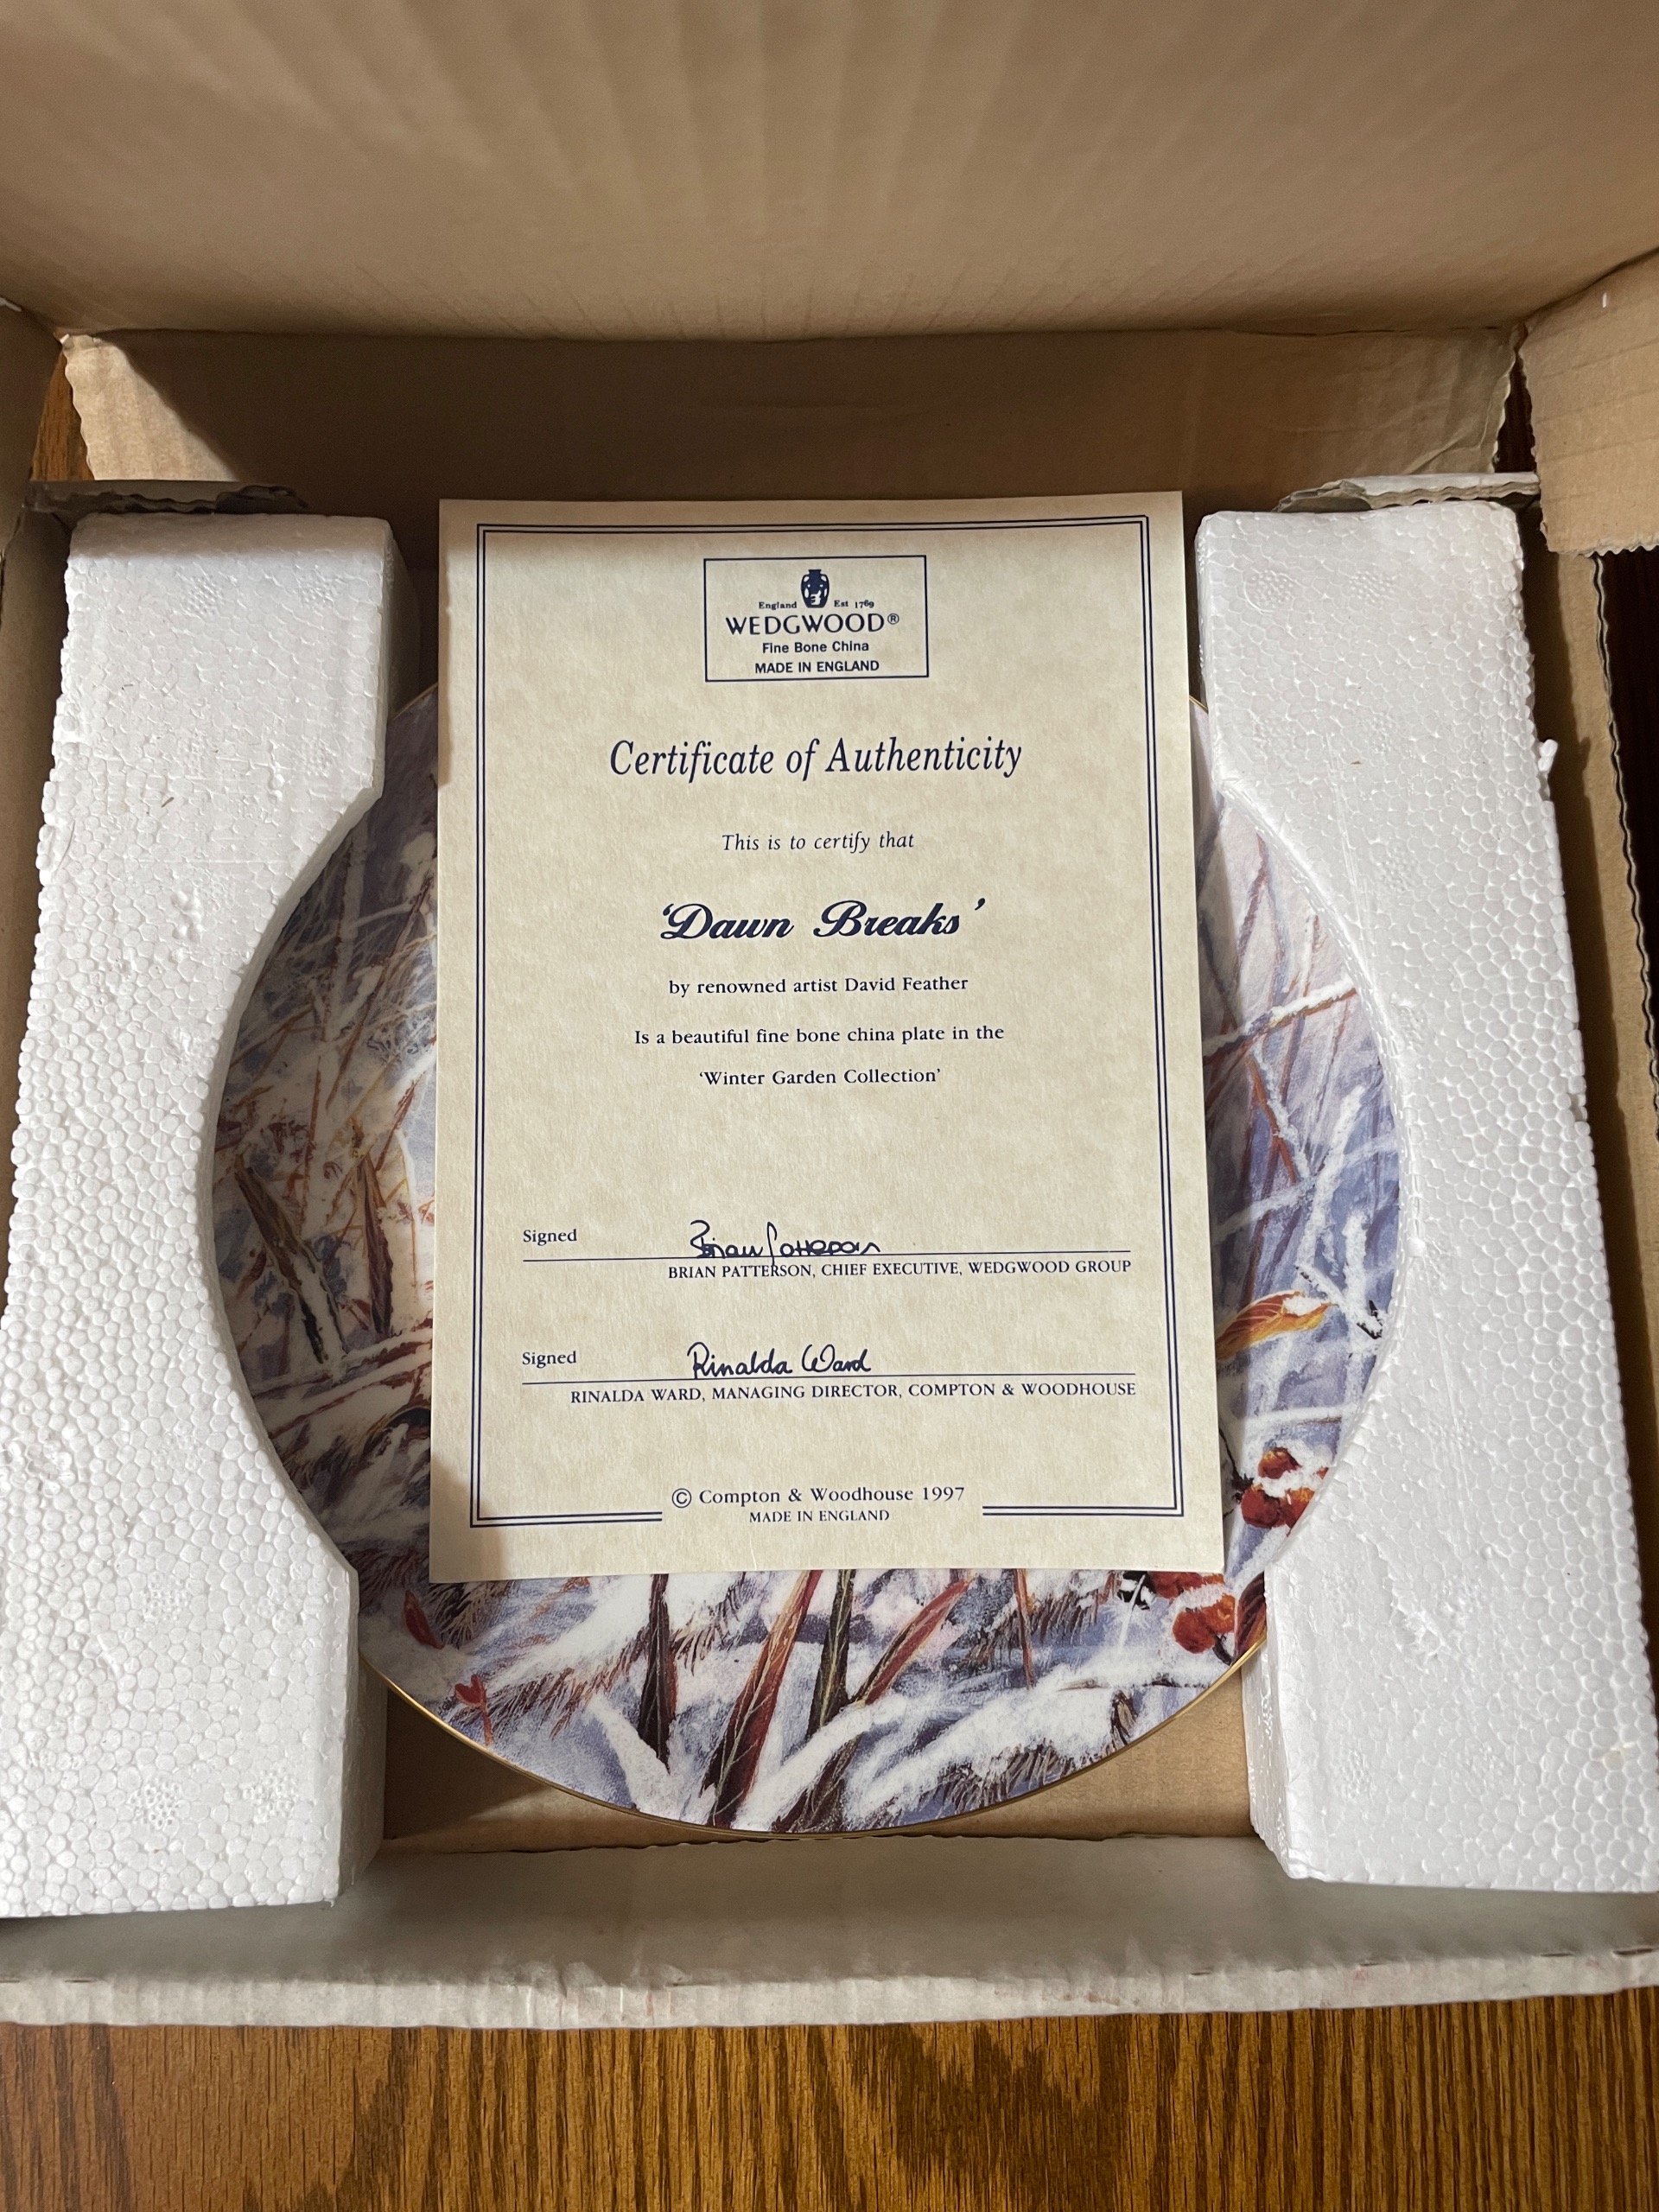 England Est 1769
WEDGWOOD®
Fine Bone China
MADE IN ENGLAND
Certificate of Authenticity
This is to certify that
‘Dawn Breaks’
by renowned artist David Feather
Is a beautiful fine bone china plate in the
‘Winter Garden Collection’
Signed Brian Patterson
BRIAN PATTERSON, CHIEF EXECUTIVE, WEDGWOOD GROUP
Signed Rinalda Ward
RINALDA WARD, MANAGING DIRECTOR, COMPTON & WOODHOUSE
© Compton & Woodhouse 1997
MADE IN ENGLAND